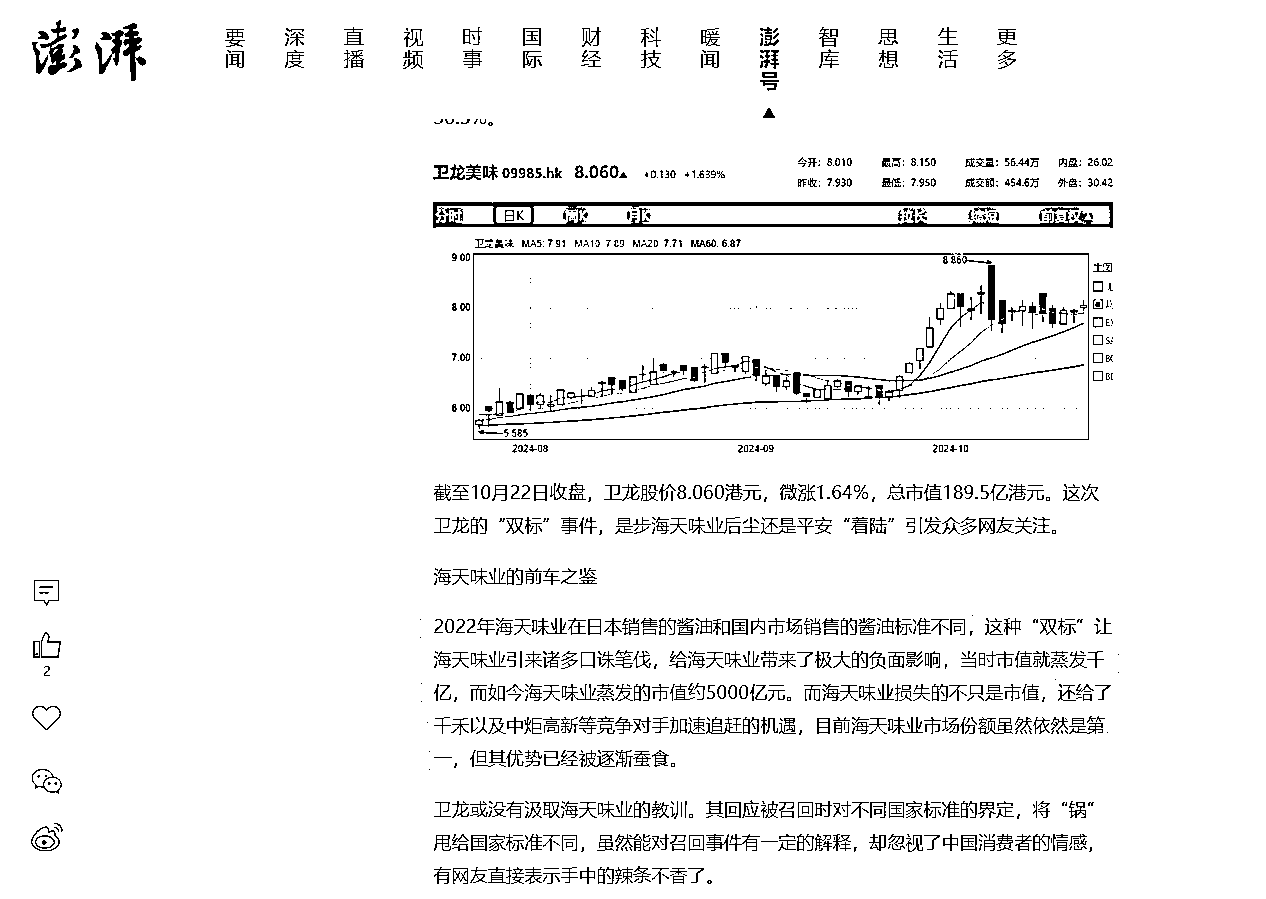 澎湃
要闻 深度 直播 视频 时事 国际 财经 科技 暖闻 澎湃号 智库 思想 生活 更多
卫龙美味 09985.hk 8.060▲ +0.130 +1.639%
今开：8.010 最高：8.150 成交量：56.44万 内盘：26.02
昨收：7.930 最低：7.950 成交额：454.6万 外盘：30.42
分时 日K 周K 月K 拉长 缩短 前复权
卫龙美味 MA5: 7.91 MA10: 7.89 MA20: 7.71 MA60: 6.87
9.00
8.860
8.00
7.00
6.00
5.585
2024-08 2024-09 2024-10
截至10月22日收盘，卫龙股价8.060港元，微涨1.64%，总市值189.5亿港元。这次
卫龙的“双标”事件，是步海天味业后尘还是平安“着陆”引发众多网友关注。
海天味业的前车之鉴
2022年海天味业在日本销售的酱油和国内市场销售的酱油标准不同，这种“双标”让
海天味业引来诸多口诛笔伐，给海天味业带来了极大的负面影响，当时市值就蒸发千
亿，而如今海天味业蒸发的市值约5000亿元。而海天味业损失的不只是市值，还给了
千禾以及中炬高新等竞争对手加速追赶的机遇，目前海天味业市场份额虽然依然是第
一，但其优势已经被逐渐蚕食。
卫龙或没有汲取海天味业的教训。其回应被召回时对不同国家标准的界定，将“锅”
甩给国家标准不同，虽然能对召回事件有一定的解释，却忽视了中国消费者的情感，
有网友直接表示手中的辣条不香了。
2